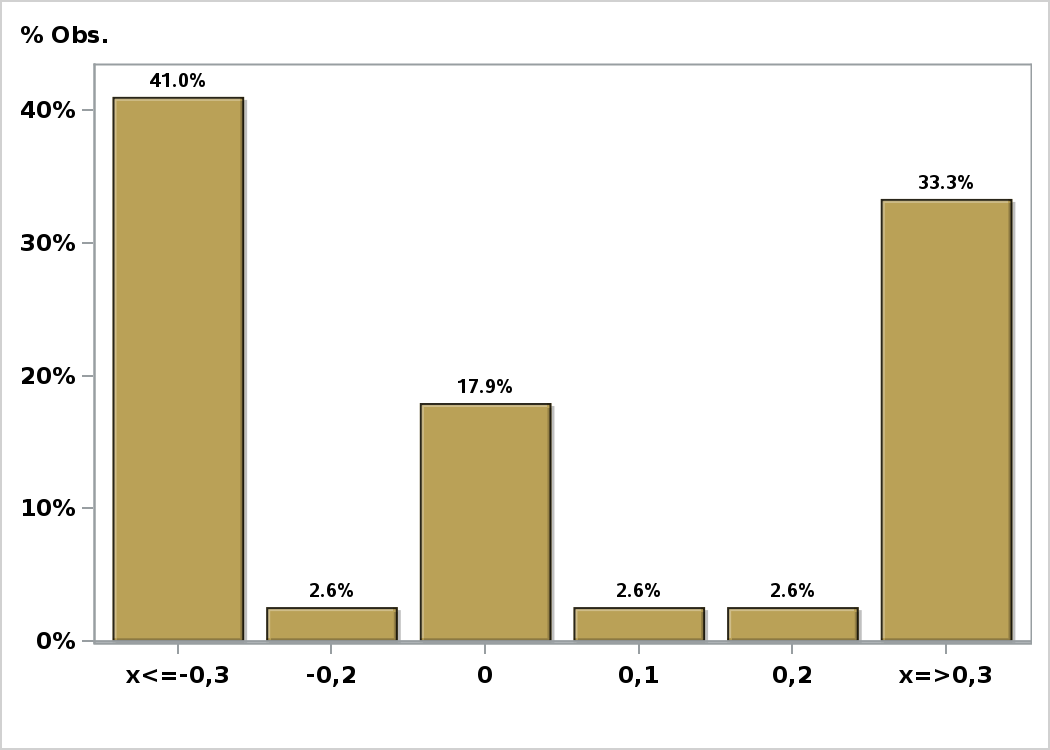 % Obs.
41.0%
40%
33.3%
30%
20%
17.9%
10%
2.6% 2.6% 2.6%
0%
x<=-0,3 -0,2 0 0,1 0,2 x=>0,3